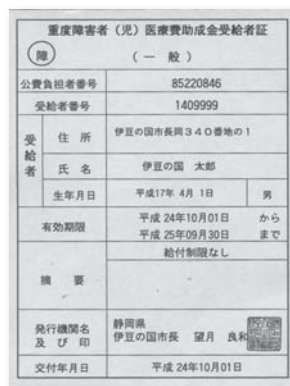 重度障害者（児）医療費助成金受給者証
障
（一般）
公費負担者番号 85220846
受給者番号 1409999
受給者
住所 伊豆の国市長岡３４０番地の１
氏名 伊豆の国 太郎
生年月日 平成17年 4月 1日 男
有効期限 平成 24年10月01日 から
平成 25年09月30日 まで
摘要 給付制限なし
発行機関名及び印 静岡県
伊豆の国市長 望月 良和
交付年月日 平成 24年10月01日